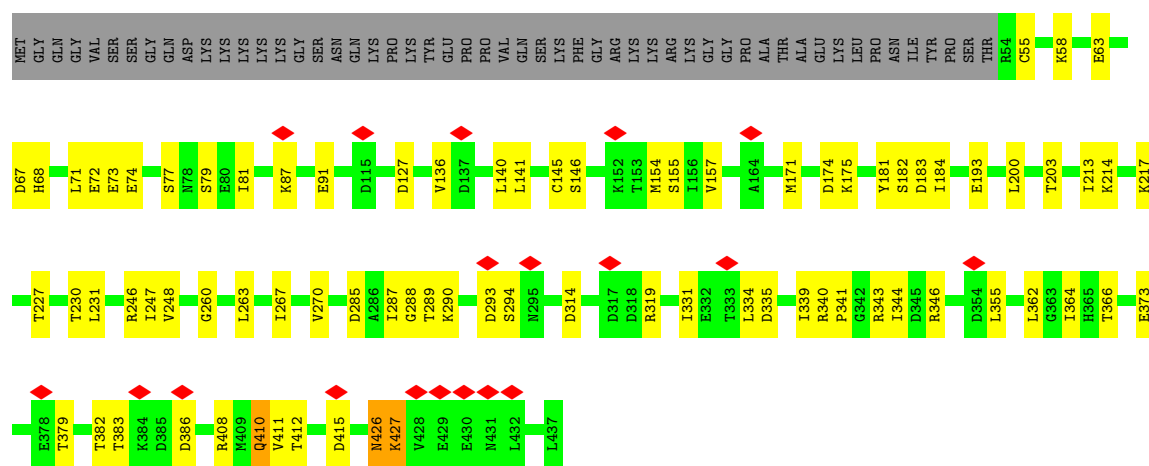 MET GLY GLN GLY VAL SER SER GLY GLN ASP LYS LYS LYS LYS LYS GLY SER ASN GLN LYS PRO PRO TYR GLU PRO PRO VAL GLN SER LYS PHE GLY ARG LYS LYS ARG LYS GLY GLY PRO ALA THR ALA ALA GLU LYS LEU PRO ASN ILE TYR PRO SER THR R54 C55 K58 E63
D67 H68 L71 E72 E73 E74 S77 N78 S79 E80 I81 K87 E91 D115 D127 V136 D137 L140 L141 C145 S146 K152 T153 M154 S155 I156 V157 A164 M171 D174 K175 Y181 S182 D183 I184 E193 L200 T203 I213 K214 K217
T227 T230 L231 R246 I247 V248 G260 L263 I267 V270 D285 A286 I287 G288 T289 K290 D293 S294 N295 D314 D317 D318 R319 I331 E332 T333 L334 D335 I339 R340 P341 G342 R343 I344 D345 R346 D354 L355 L362 G363 I364 H365 T366 E373
E378 T379 T382 T383 K384 D385 D386 R408 M409 Q410 V411 T412 D415 N426 K427 V428 E429 E430 N431 L432 L437